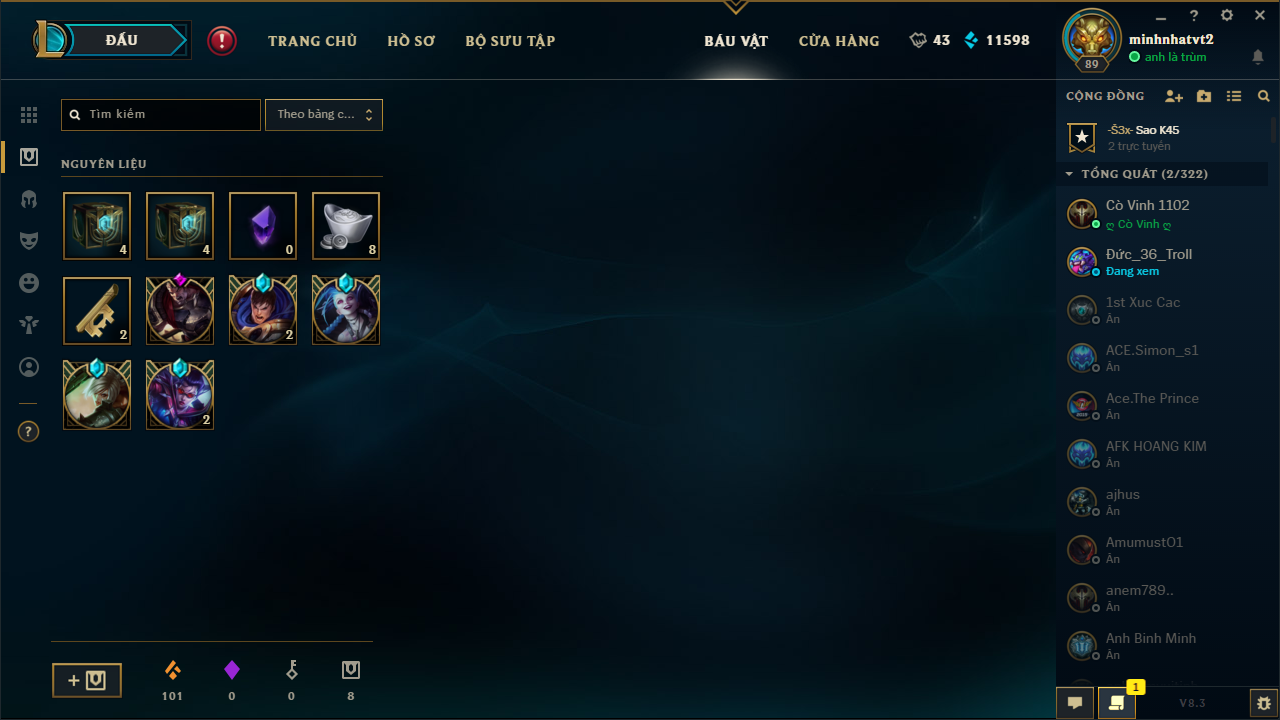 ĐẤU
TRANG CHỦ
HỒ SƠ
BỘ SƯU TẬP
BÁU VẬT
CỬA HÀNG
43
11598
89
minhnhatvt2
anh là trùm
Tìm kiếm
Theo bảng c...
NGUYÊN LIỆU
4
4
0
8
2
2
2
101
0
0
8
CỘNG ĐỒNG
-Š3x- Sao K45
2 trực tuyến
TỔNG QUÁT (2/322)
Cò Vinh 1102
ღ Cò Vinh ღ
Đức_36_Troll
Đang xem
1st Xuc Cac
Ẩn
ACE.Simon_s1
Ẩn
Ace.The Prince
Ẩn
AFK HOANG KIM
Ẩn
ajhus
Ẩn
AmumustO1
Ẩn
anem789..
Ẩn
Anh Binh Minh
Ẩn
1
V8.3